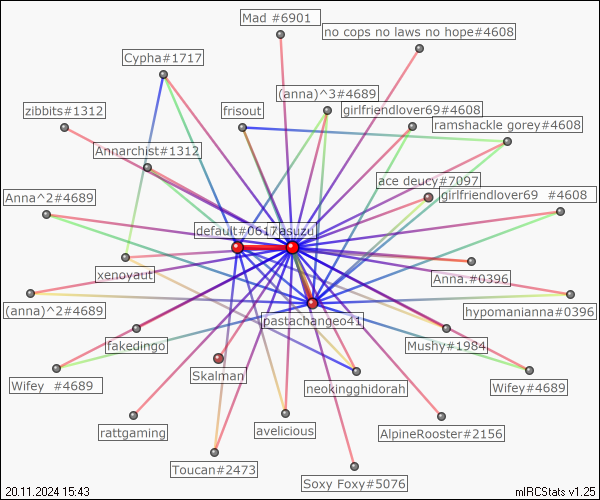 Mad #6901
no cops no laws no hope#4608
Cypha#1717
(anna)^3#4689
zibbits#1312
frisout
girlfriendlover69#4608
ramshackle gorey#4608
Annarchist#1312
ace deucy#7097
Anna^2#4689
girlfriendlover69 #4608
default#0617asuzu
xenoyaut
Anna.#0396
(anna)^2#4689
hypomanianna#0396
pastachangeo41
fakedingo
Mushy#1984
Skalman
Wifey #4689
neokingghidorah
Wifey#4689
rattgaming
avelicious
AlpineRooster#2156
Toucan#2473
Soxy Foxy#5076
20.11.2024 15:43
mIRCStats v1.25